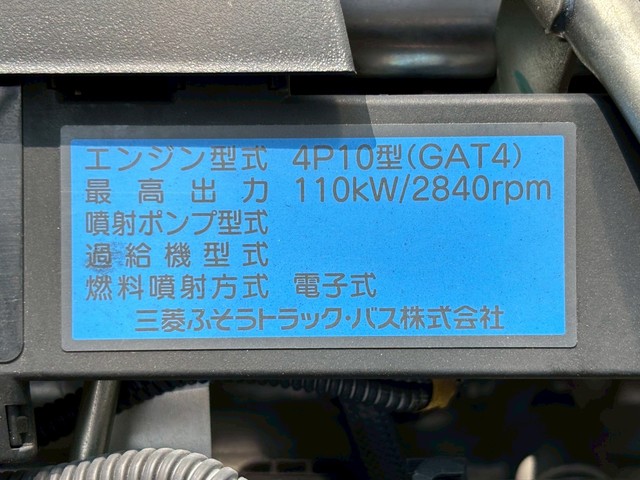 エンジン型式 4P10型(GAT4)
最高出力 110kW/2840rpm
噴射ポンプ型式
過給機型式
燃料噴射方式 電子式
三菱ふそうトラック・バス株式会社